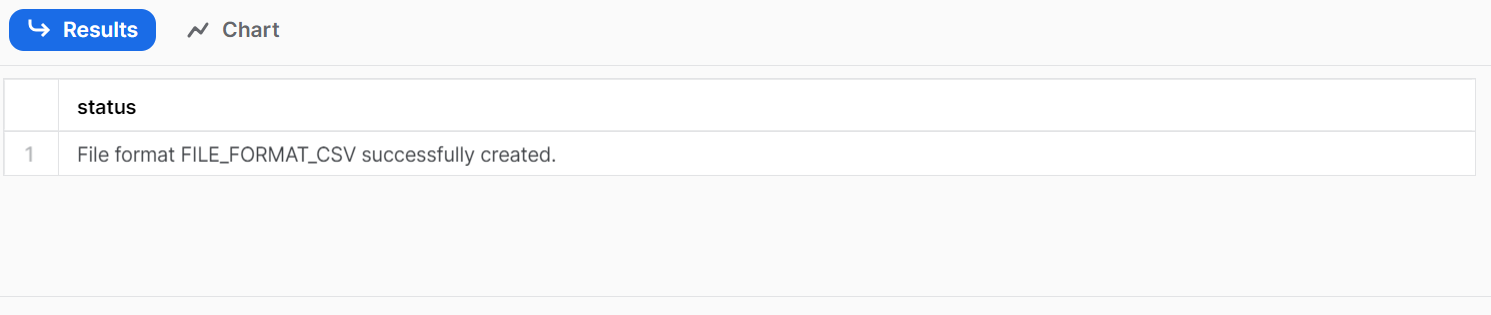 Results Chart
status
1 File format FILE_FORMAT_CSV successfully created.